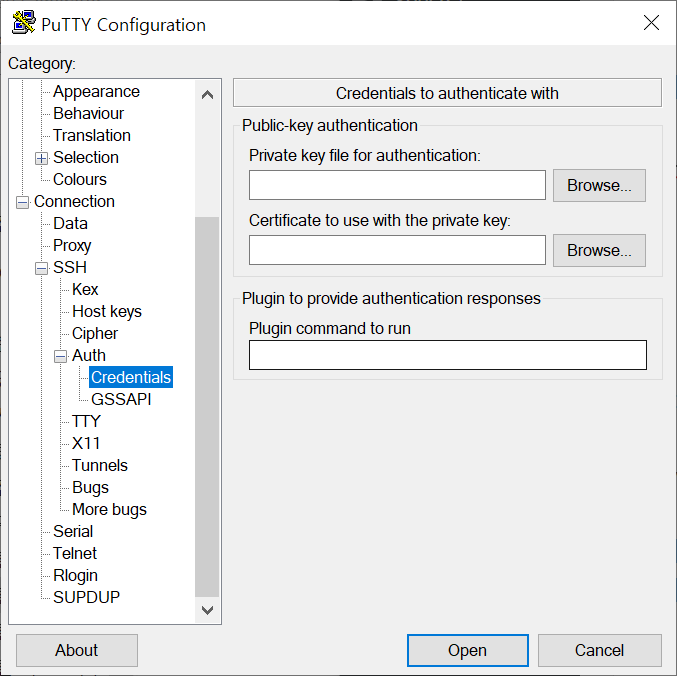 PuTTY Configuration
Category:
Appearance
Behaviour
Translation
Selection
Colours
Connection
Data
Proxy
SSH
Kex
Host keys
Cipher
Auth
Credentials
GSSAPI
TTY
X11
Tunnels
Bugs
More bugs
Serial
Telnet
Rlogin
SUPDUP
Credentials to authenticate with
Public-key authentication
Private key file for authentication:
Browse...
Certificate to use with the private key:
Browse...
Plugin to provide authentication responses
Plugin command to run
About
Open
Cancel